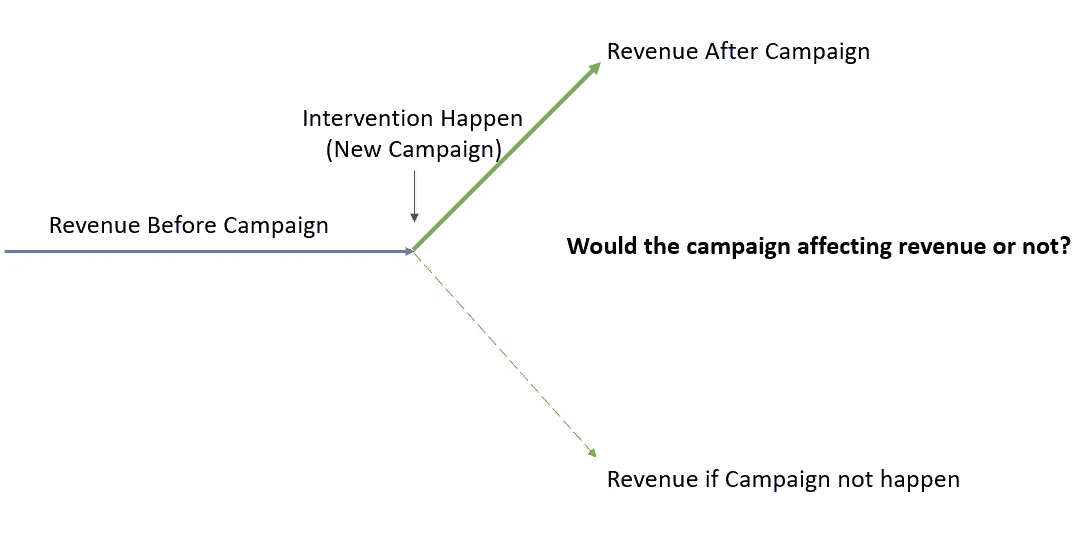 Revenue After Campaign
Intervention Happen
(New Campaign)
Revenue Before Campaign
Would the campaign affecting revenue or not?
Revenue if Campaign not happen